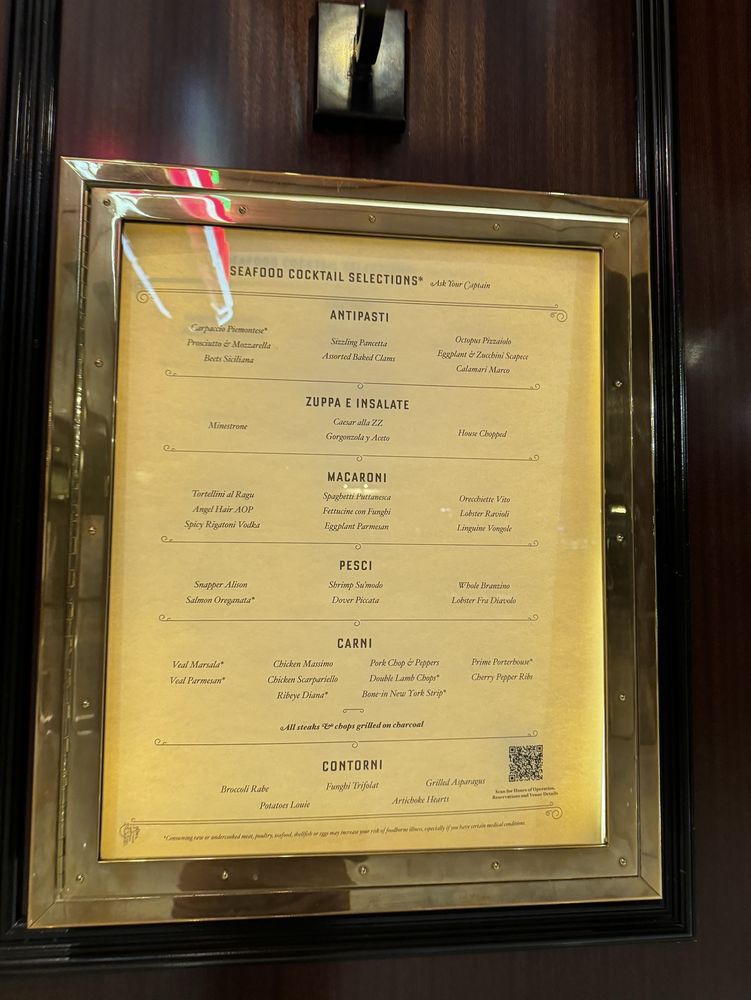 SEAFOOD COCKTAIL SELECTIONS* Ask Your Captain
ANTIPASTI
Carpaccio Piemontese*
Prosciutto & Mozzarella
Beets Siciliana
Sizzling Pancetta
Assorted Baked Clams
Octopus Pizzaiolo
Eggplant & Zucchini Scapece
Calamari Marco
ZUPPA E INSALATE
Minestrone
Caesar alla ZZ
Gorgonzola y Aceto
House Chopped
MACARONI
Tortellini al Ragu
Angel Hair AOP
Spicy Rigatoni Vodka
Spaghetti Puttanesca
Fettucine con Funghi
Eggplant Parmesan
Orecchiette Vito
Lobster Ravioli
Linguine Vongole
PESCI
Snapper Alison
Salmon Oreganata*
Shrimp Su'modo
Dover Piccata
Whole Branzino
Lobster Fra Diavolo
CARNI
Veal Marsala*
Veal Parmesan*
Chicken Massimo
Chicken Scarpariello
Ribeye Diana*
Pork Chop & Peppers
Double Lamb Chops*
Bone-in New York Strip*
Prime Porterhouse*
Cherry Pepper Ribs
All steaks & chops grilled on charcoal
CONTORNI
Broccoli Rabe
Funghi Trifolat
Grilled Asparagus
Potatoes Louie
Artichoke Hearts
Scan for Hours of Operation,
Reservations and Venue Details
*Consuming raw or undercooked meat, poultry, seafood, shellfish or eggs may increase your risk of foodborne illness, especially if you have certain medical conditions.